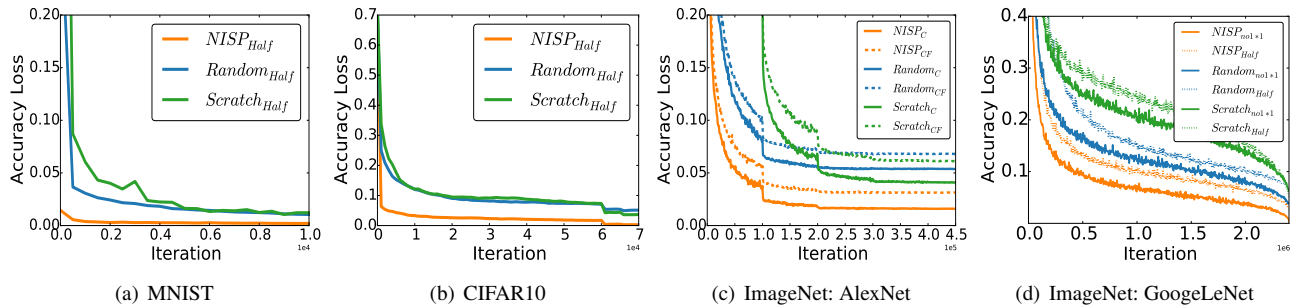 Accuracy Loss
0.20
0.15
0.10
0.05
0.00
0.0 0.2 0.4 0.6 0.8 1.0
1e4
Iteration
NISP_Half
Random_Half
Scratch_Half
(a) MNIST
Accuracy Loss
0.7
0.6
0.5
0.4
0.3
0.2
0.1
0.0
0 1 2 3 4 5 6 7
1e4
Iteration
NISP_Half
Random_Half
Scratch_Half
(b) CIFAR10
Accuracy Loss
0.20
0.15
0.10
0.05
0.00
0.0 0.5 1.0 1.5 2.0 2.5 3.0 3.5 4.0 4.5
1e5
Iteration
NISP_C
NISP_CF
Random_C
Random_CF
Scratch_C
Scratch_CF
(c) ImageNet: AlexNet
Accuracy Loss
0.4
0.3
0.2
0.1
0.0 0.5 1.0 1.5 2.0
1e6
Iteration
NISP_no1*1
NISP_Half
Random_no1*1
Random_Half
Scratch_no1*1
Scratch_Half
(d) ImageNet: GoogeLeNet